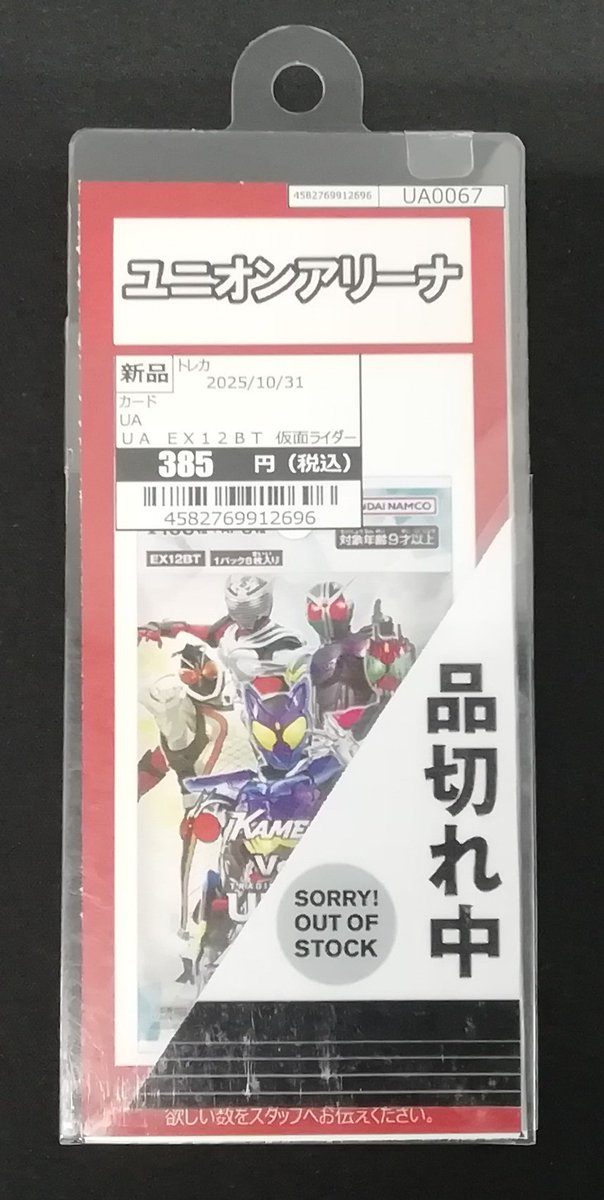 4582769912696 UA0067
ユニオンアリーナ
新品 トレカ
2025/10/31
カード
UA
UA EX12BT 仮面ライダー
385 円 (税込)
4582769912696
BANDAI NAMCO
対象年齢9才以上
EX12BT 1パック8枚入り
品切れ中
KAME
SORRY!
OUT OF
STOCK
欲しい数をスタッフへお伝えください。